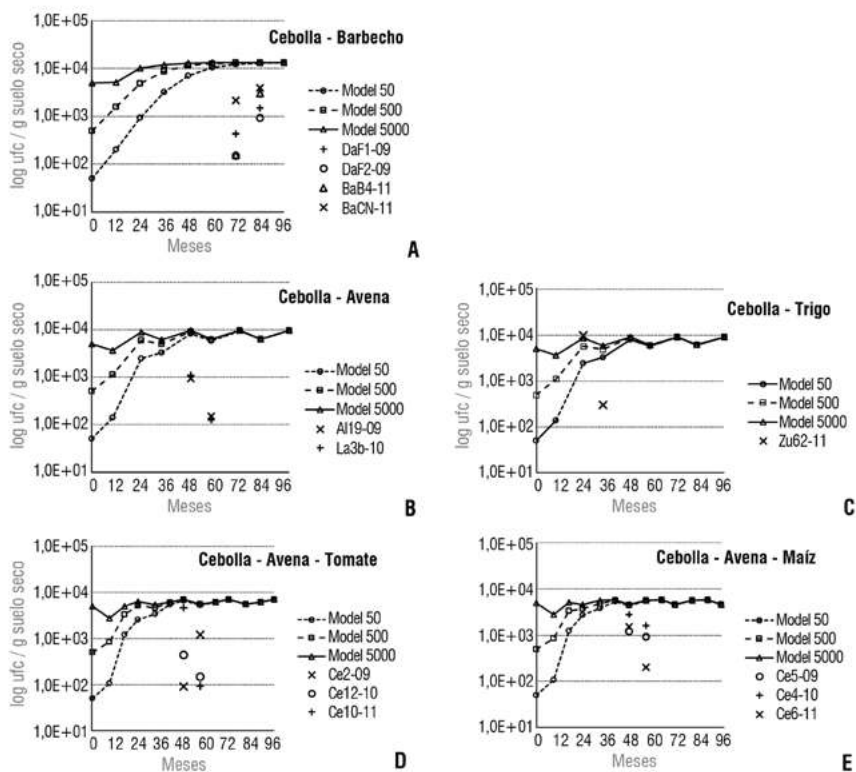 Cebolla - Barbecho
log ufc / g suelo seco
1,0E+05
1,0E+04
1,0E+03
1,0E+02
1,0E+01
0 12 24 36 48 60 72 84 96
Meses
Model 50
Model 500
Model 5000
DaF1-09
DaF2-09
BaB4-11
BaCN-11
A
Cebolla - Avena
log ufc / g suelo seco
1,0E+05
1,0E+04
1,0E+03
1,0E+02
1,0E+01
0 12 24 36 48 60 72 84 96
Meses
Model 50
Model 500
Model 5000
Al19-09
La3b-10
B
Cebolla - Trigo
log ufc / g suelo seco
1,0E+05
1,0E+04
1,0E+03
1,0E+02
1,0E+01
0 12 24 36 48 60 72 84 96
Meses
Model 50
Model 500
Model 5000
Zu62-11
C
Cebolla - Avena - Tomate
log ufc / g suelo seco
1,0E+05
1,0E+04
1,0E+03
1,0E+02
1,0E+01
0 12 24 36 48 60 72 84 96
Meses
Model 50
Model 500
Model 5000
Ce2-09
Ce12-10
Ce10-11
D
Cebolla - Avena - Maíz
log ufc / g suelo seco
1,0E+05
1,0E+04
1,0E+03
1,0E+02
1,0E+01
0 12 24 36 48 60 72 84 96
Meses
Model 50
Model 500
Model 5000
Ce5-09
Ce4-10
Ce6-11
E